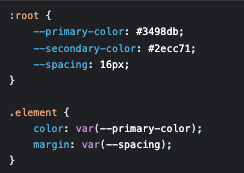 :root {
    --primary-color: #3498db;
    --secondary-color: #2ecc71;
    --spacing: 16px;
}

.element {
    color: var(--primary-color);
    margin: var(--spacing);
}